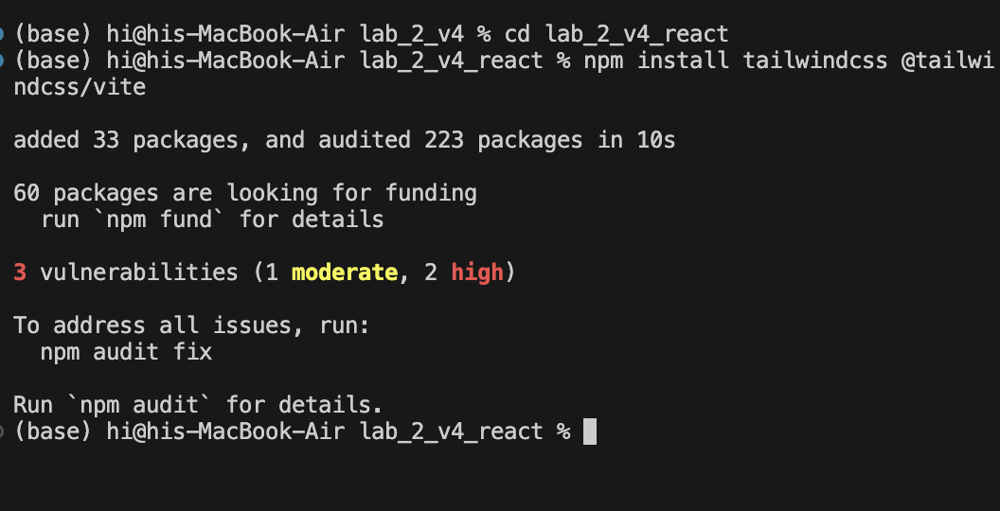 (base) hi@his-MacBook-Air lab_2_v4 % cd lab_2_v4_react
(base) hi@his-MacBook-Air lab_2_v4_react % npm install tailwindcss @tailwi
ndcss/vite
added 33 packages, and audited 223 packages in 10s
60 packages are looking for funding
  run `npm fund` for details
3 vulnerabilities (1 moderate, 2 high)
To address all issues, run:
  npm audit fix
Run `npm audit` for details.
(base) hi@his-MacBook-Air lab_2_v4_react %